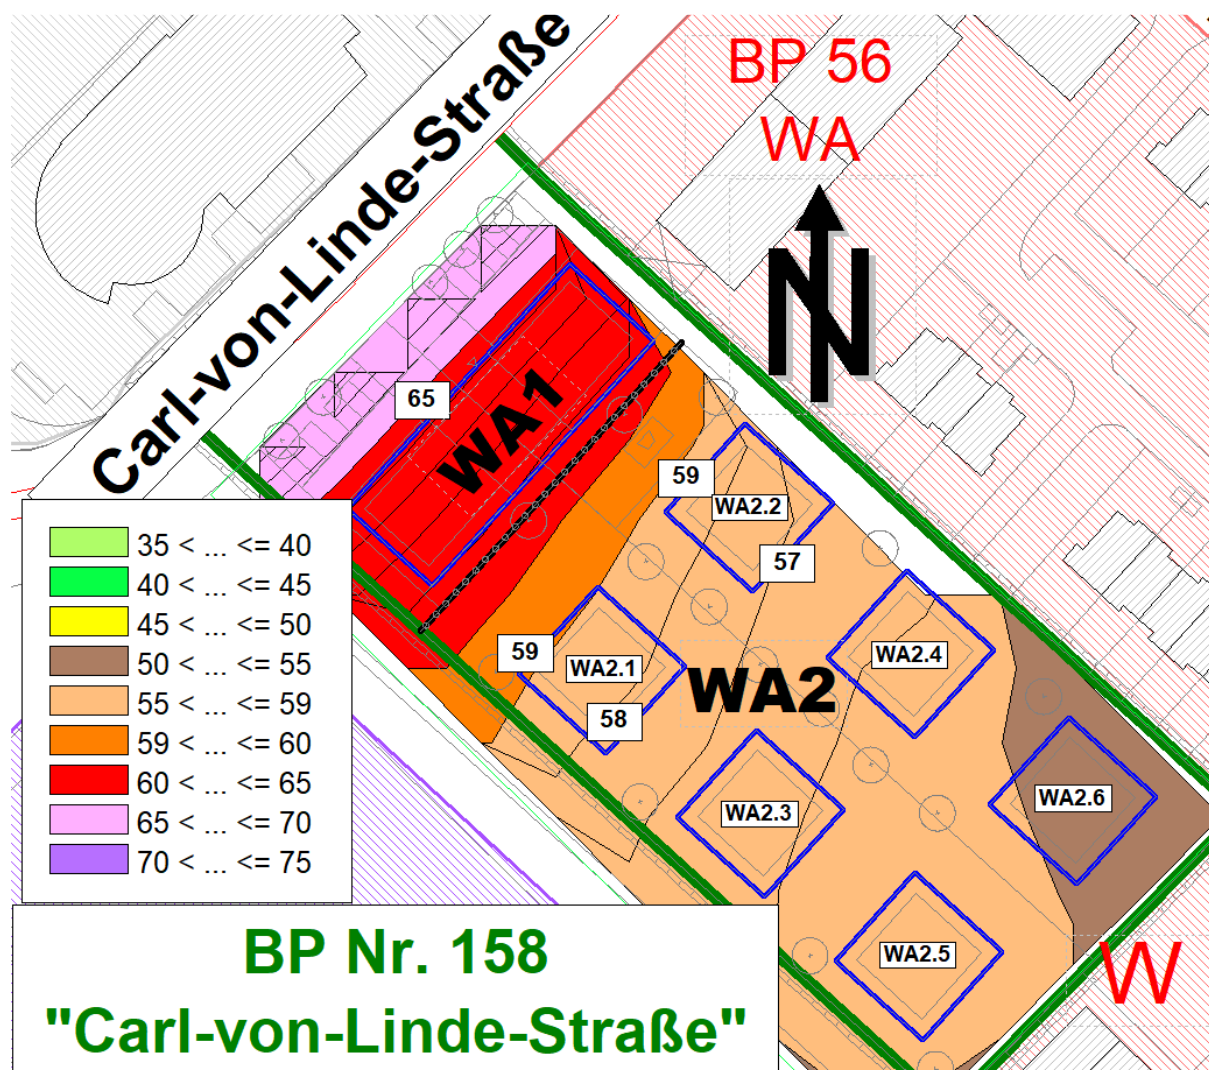 Carl-von-Linde-Straße
BP 56
WA
N
65
WA1
59
WA2.2
57
59
WA2.1
58
WA2
WA2.4
WA2.3
WA2.6
WA2.5
W
35 < ... <= 40
40 < ... <= 45
45 < ... <= 50
50 < ... <= 55
55 < ... <= 59
59 < ... <= 60
60 < ... <= 65
65 < ... <= 70
70 < ... <= 75
BP Nr. 158
"Carl-von-Linde-Straße"